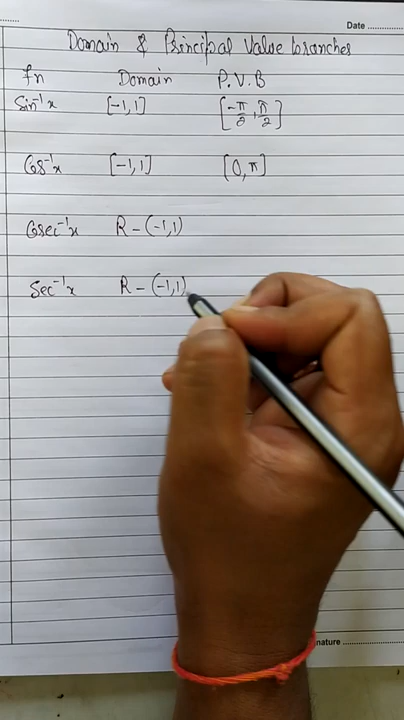 Date ..............
Domain & Principal Value branches
fn Domain P.V.B
Sin⁻¹x [-1,1] [-π/2, π/2]
Cos⁻¹x [-1,1] [0,π]
Cosec⁻¹x R - (-1,1)
Sec⁻¹x R - (-1,1)
nature ..............